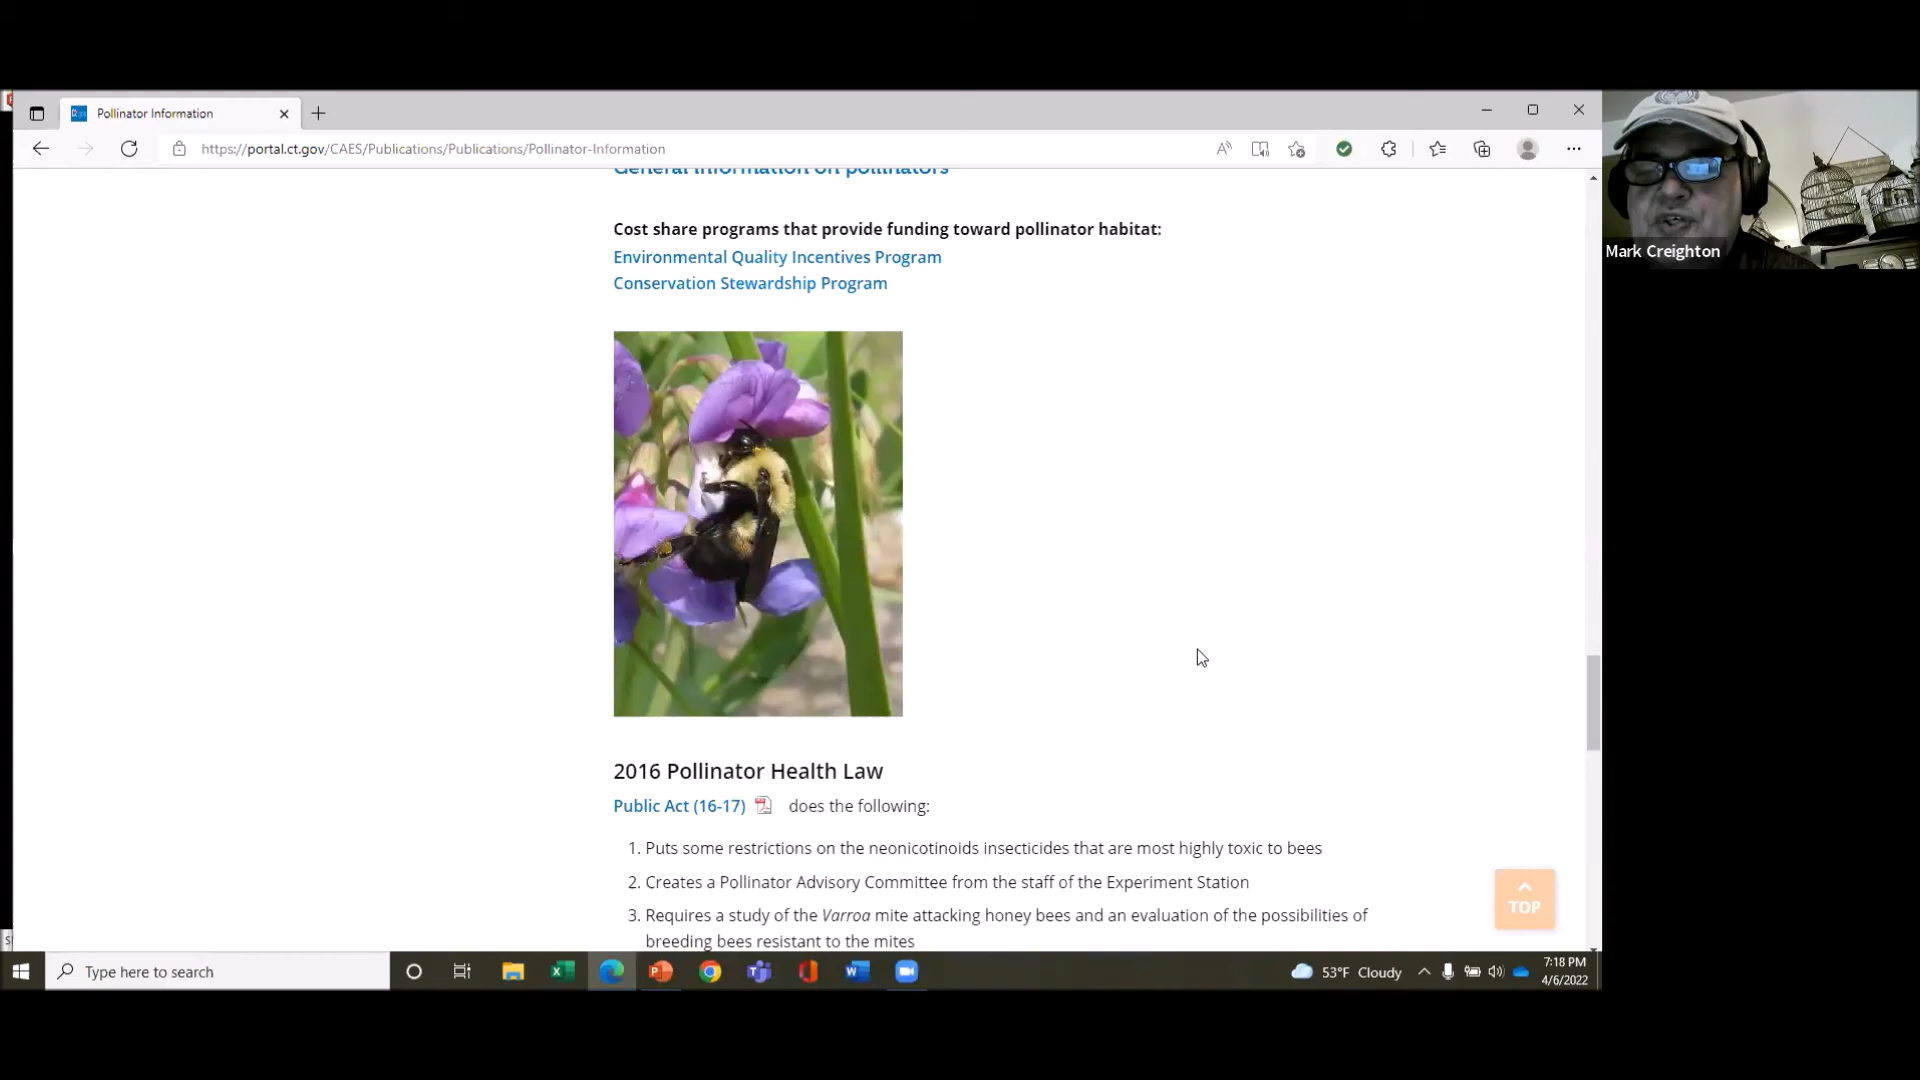 Pollinator Information
https://portal.ct.gov/CAES/Publications/Publications/Pollinator-Information
General information on pollinators
Cost share programs that provide funding toward pollinator habitat:
Environmental Quality Incentives Program
Conservation Stewardship Program
Mark Creighton
2016 Pollinator Health Law
Public Act (16-17) does the following:
1. Puts some restrictions on the neonicotinoids insecticides that are most highly toxic to bees
2. Creates a Pollinator Advisory Committee from the staff of the Experiment Station
3. Requires a study of the Varroa mite attacking honey bees and an evaluation of the possibilities of
breeding bees resistant to the mites
TOP
Type here to search
53°F Cloudy
7:18 PM
4/6/2022